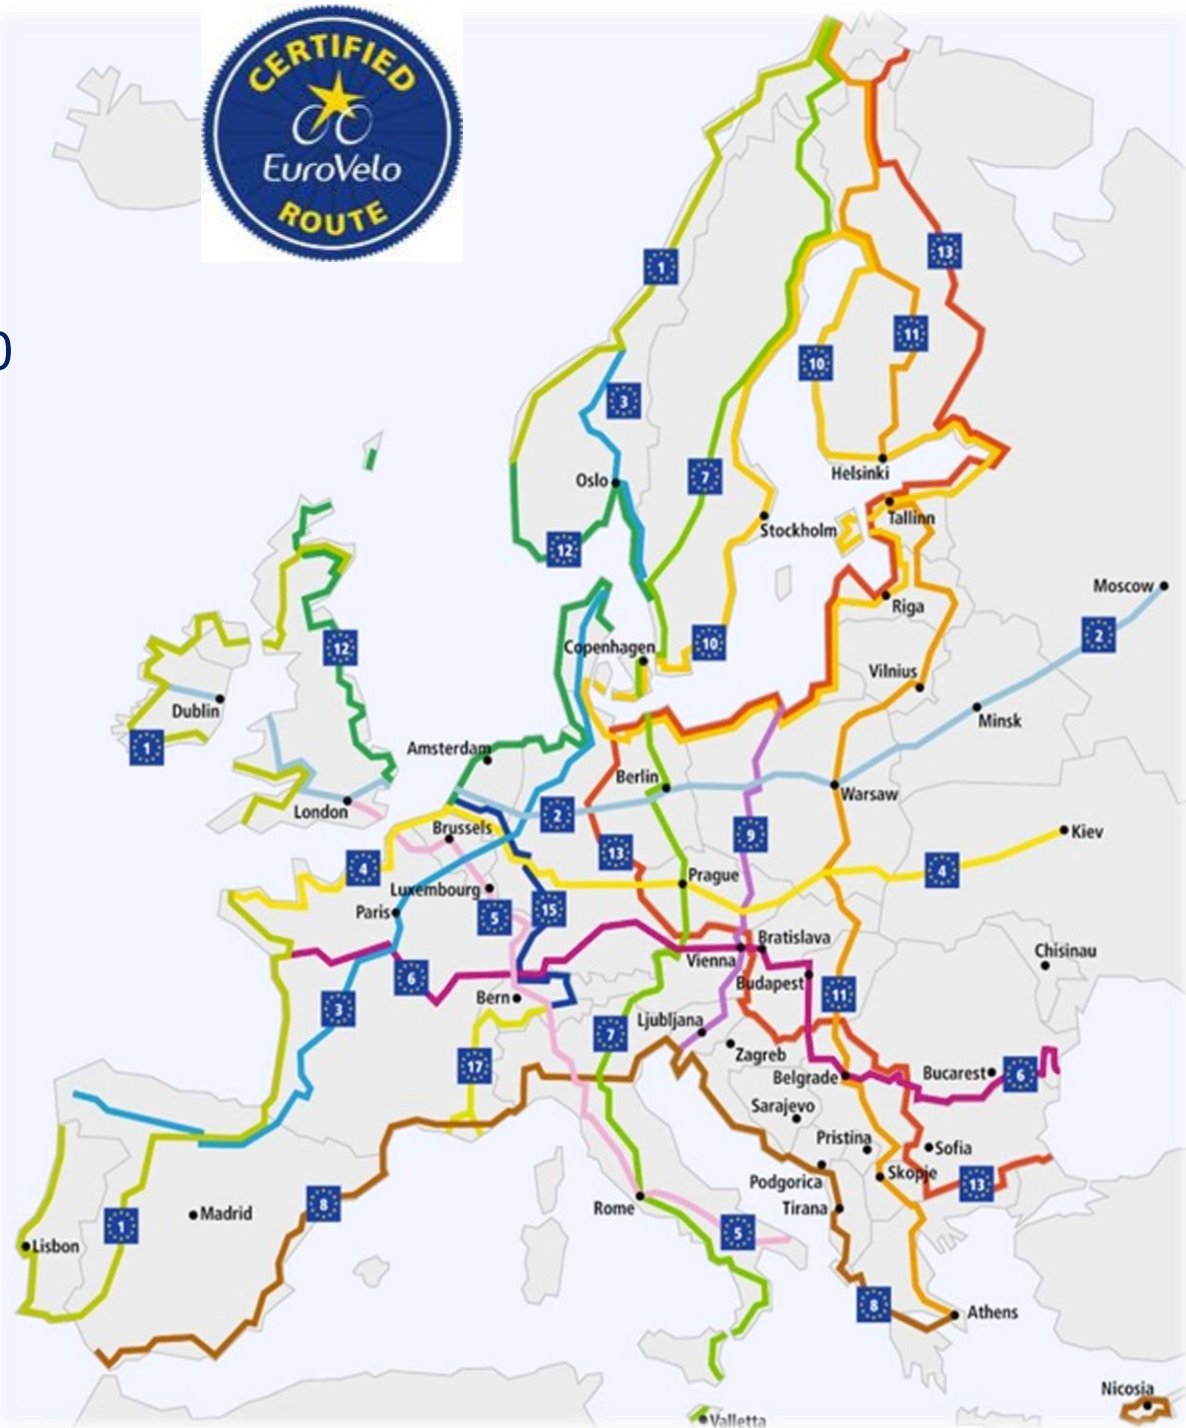 CERTIFIED
EuroVelo
ROUTE
13
1
11
10
3
7
Helsinki
Oslo
Tallinn
Stockholm
12
Moscow
Riga
2
10
12
Copenhagen
Vilnius
Dublin
Minsk
1
Amsterdam
Berlin
Warsaw
London
2
Brussels
Kiev
9
13
4
4
Prague
Luxembourg
Paris
5
15
Bratislava
Chisinau
Vienna
6
Budapest
Bern
11
3
Ljubljana
7
Zagreb
17
Belgrade
Bucarest
6
Sarajevo
Pristina
Sofia
Skopje
Podgorica
13
Rome
Tirana
8
Madrid
1
5
Lisbon
8
Athens
Nicosia
Valletta